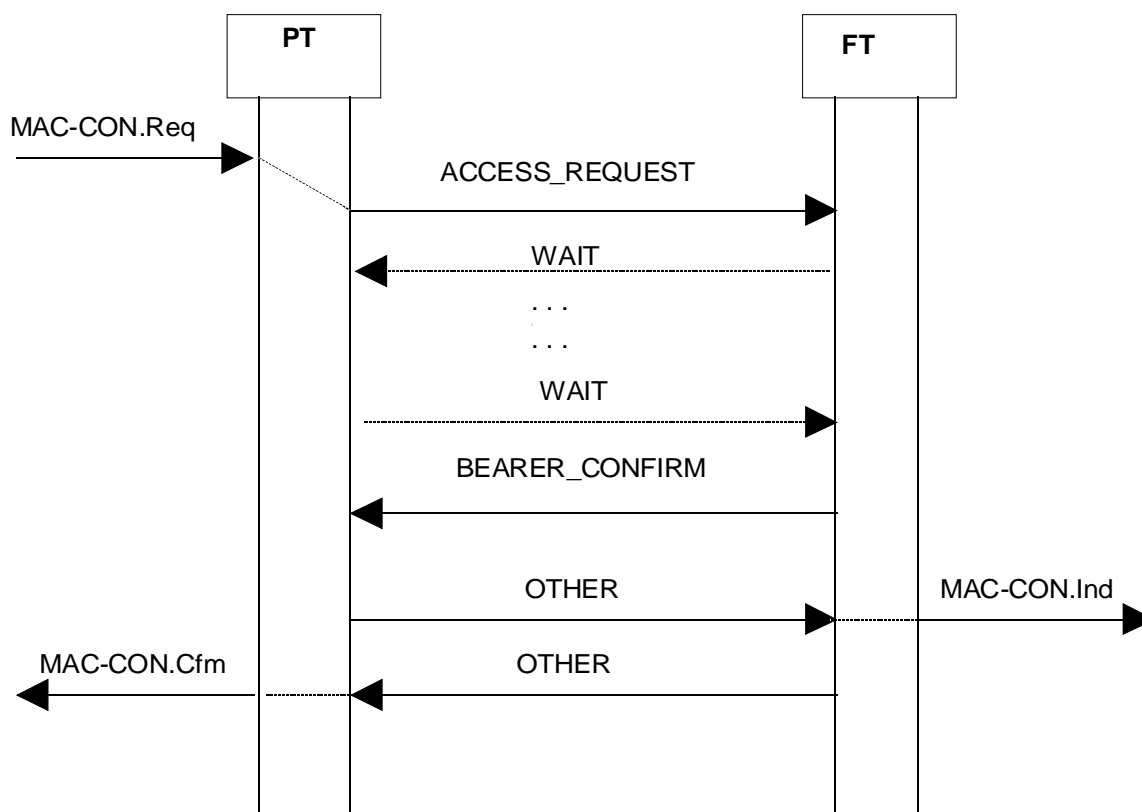 PT
FT
MAC-CON.Req
ACCESS_REQUEST
WAIT
. . .
. . .
WAIT
BEARER_CONFIRM
OTHER
MAC-CON.Ind
MAC-CON.Cfm
OTHER